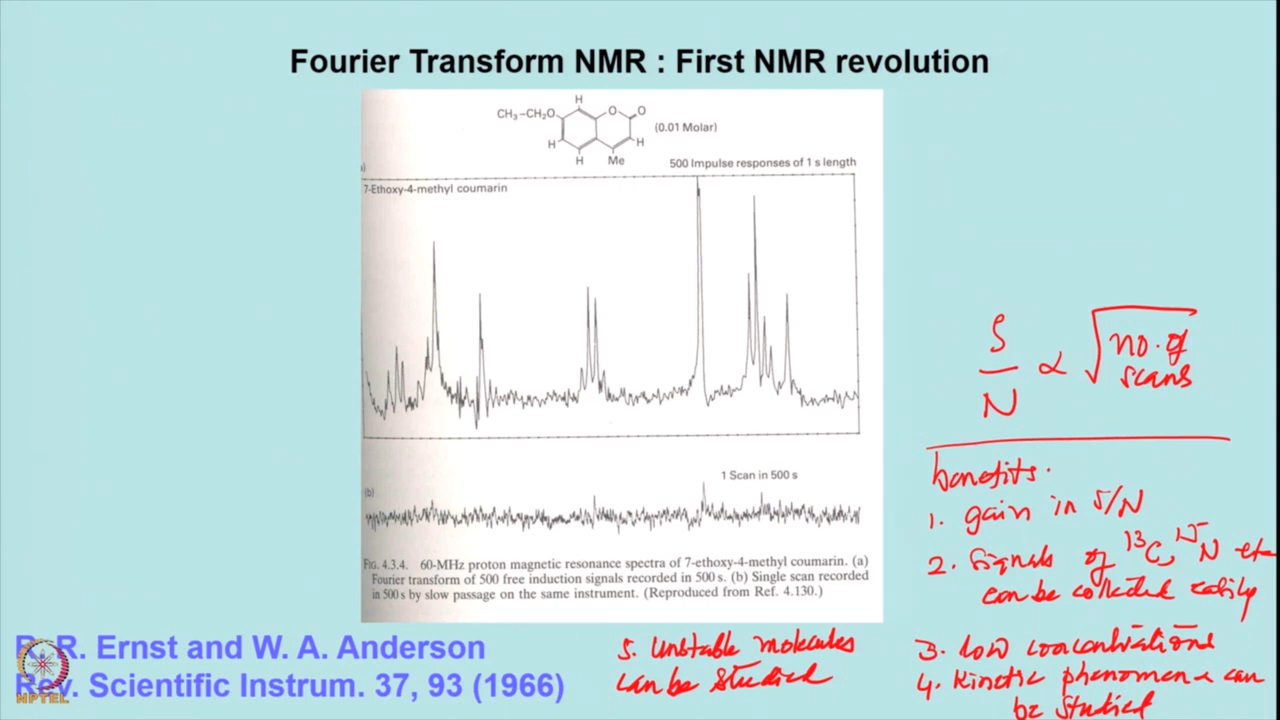 Fourier Transform NMR : First NMR revolution
H
CH₃–CH₂O
O
O
(0.01 Molar)
H
H
H
Me
500 Impulse responses of 1 s length
7-Ethoxy-4-methyl coumarin
1 Scan in 500 s
(b)
FIG. 4.3.4. 60-MHz proton magnetic resonance spectra of 7-ethoxy-4-methyl coumarin. (a)
Fourier transform of 500 free induction signals recorded in 500 s. (b) Single scan recorded
in 500 s by slow passage on the same instrument. (Reproduced from Ref. 4.130.)
R. R. Ernst and W. A. Anderson
Rev. Scientific Instrum. 37, 93 (1966)
NPTEL
S/N ∝ √no. of scans
benefits.
1. gain in S/N
2. Signals of ¹³C, ¹⁵N etc
can be collected easily
3. low concentrations
4. Kinetic phenomena can
be studied
5. Unstable molecules
can be studied